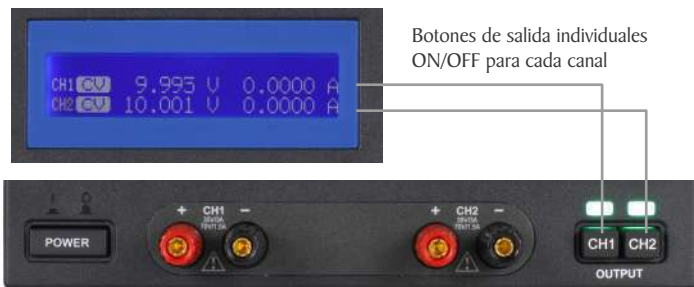 Botones de salida individuales
ON/OFF para cada canal
CH1 CV 9.995 V 0.0000 A
CH2 CV 10.001 V 0.0000 A
+ CH1 -
+ CH2 -
POWER
CH1 CH2
OUTPUT